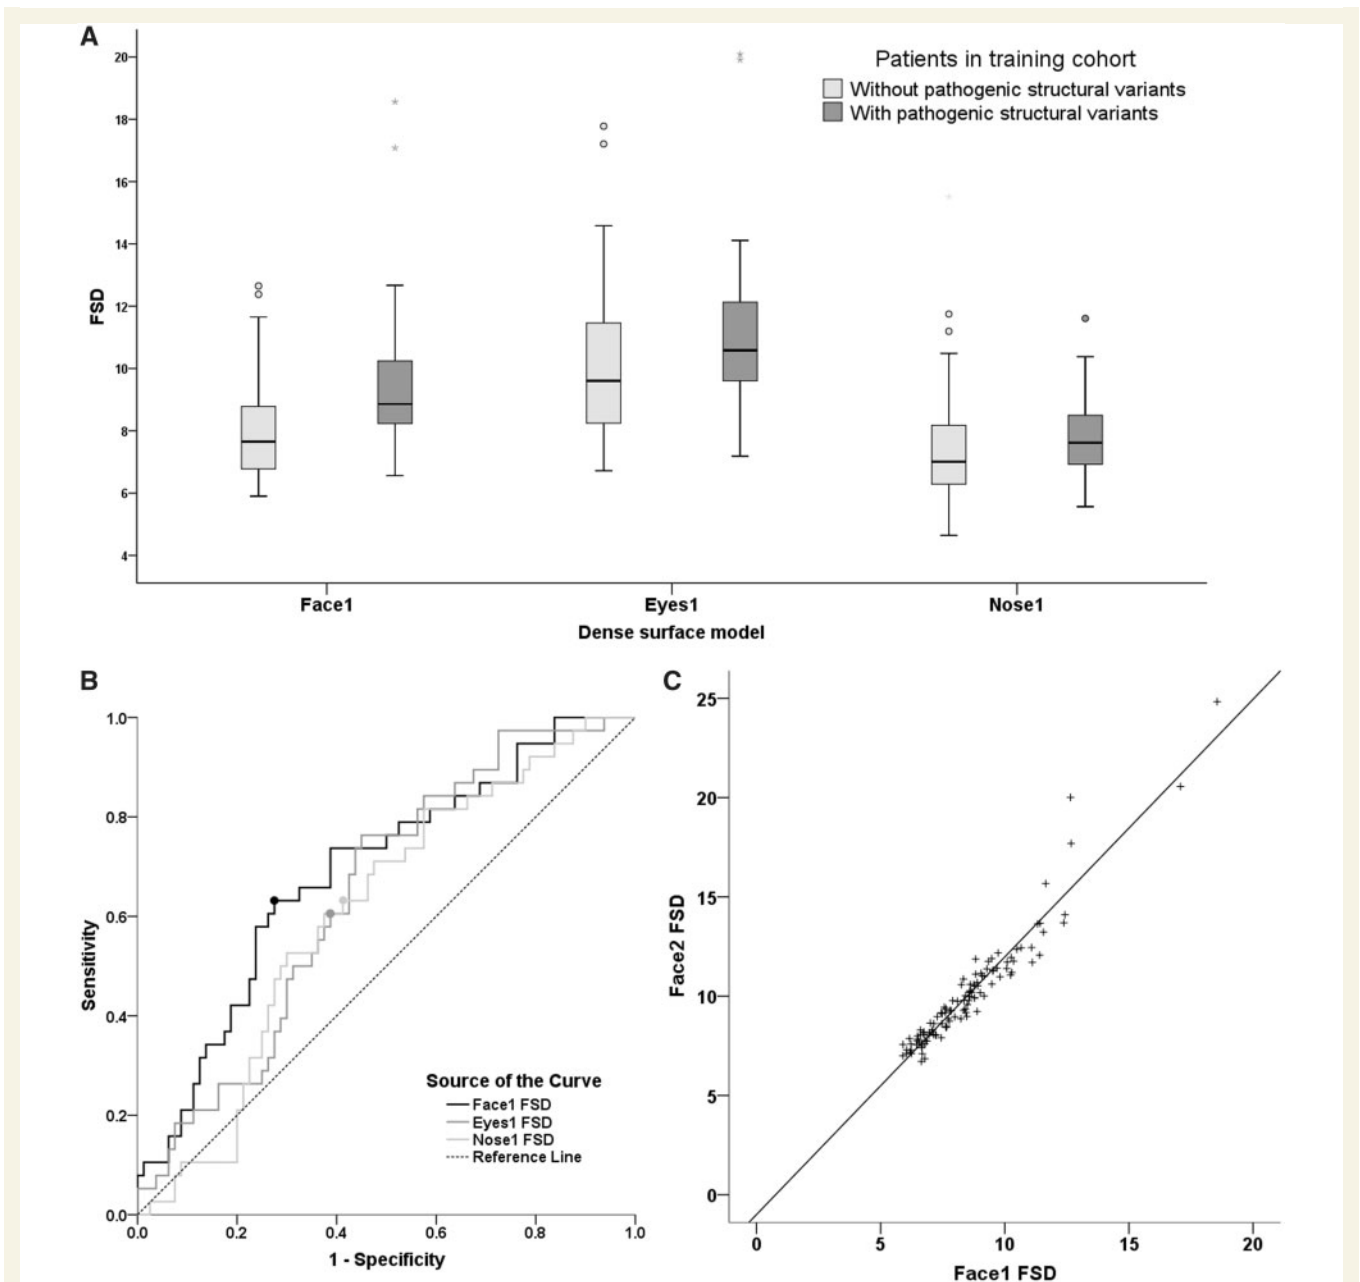 A
20
18
16
14
12
10
8
6
4
FSD
Patients in training cohort
Without pathogenic structural variants
With pathogenic structural variants
Face1
Eyes1
Nose1
Dense surface model
B
1.0
0.8
0.6
0.4
0.2
0.0
Sensitivity
Source of the Curve
Face1 FSD
Eyes1 FSD
Nose1 FSD
Reference Line
0.0
0.2
0.4
0.6
0.8
1.0
1 - Specificity
C
25
20
15
10
5
0
Face2 FSD
0
5
10
15
20
Face1 FSD